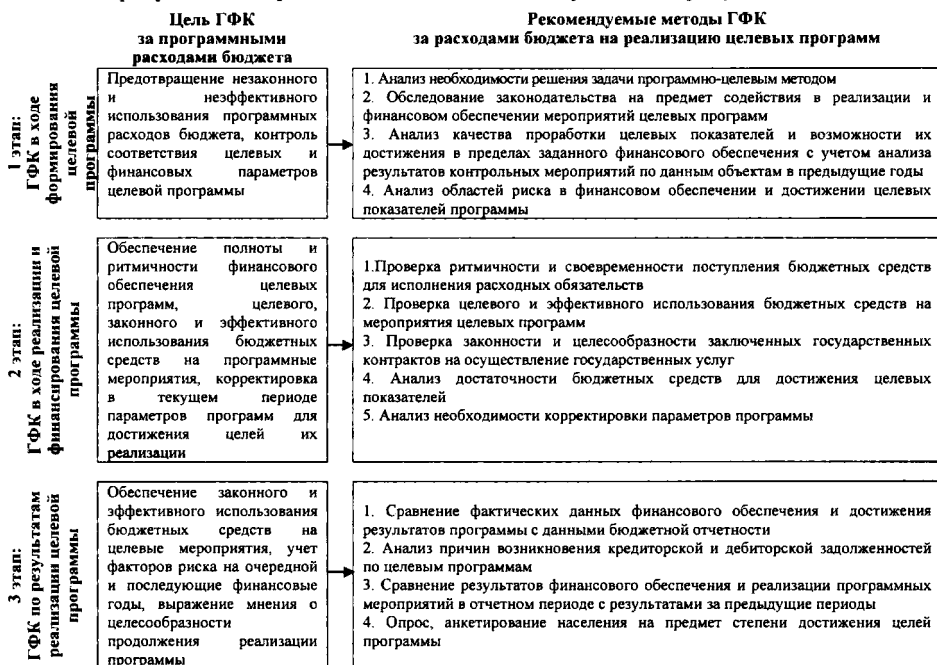 Цель ГФК
за программными
расходами бюджета
Рекомендуемые методы ГФК
за расходами бюджета на реализацию целевых программ
1 этап:
ГФК в ходе
формирования
целевой
программы
Предотвращение незаконного
и неэффективного
использования программных
расходов бюджета, контроль
соответствия целевых и
финансовых параметров
целевой программы
1. Анализ необходимости решения задачи программно-целевым методом
2. Обследование законодательства на предмет содействия в реализации и
финансовом обеспечении мероприятий целевых программ
3. Анализ качества проработки целевых показателей и возможности их
достижения в пределах заданного финансового обеспечения с учетом анализа
результатов контрольных мероприятий по данным объектам в предыдущие годы
4. Анализ областей риска в финансовом обеспечении и достижении целевых
показателей программы
2 этап:
ГФК в ходе реализации и
финансирования целевой
программы
Обеспечение полноты и
ритмичности финансового
обеспечения целевых
программ, целевого,
законного и эффективного
использования бюджетных
средств на программные
мероприятия, корректировка
в текущем периоде
параметров программ для
достижения целей их
реализации
1.Проверка ритмичности и своевременности поступления бюджетных средств
для исполнения расходных обязательств
2. Проверка целевого и эффективного использования бюджетных средств на
мероприятия целевых программ
3. Проверка законности и целесообразности заключенных государственных
контрактов на осуществление государственных услуг
4. Анализ достаточности бюджетных средств для достижения целевых
показателей
5. Анализ необходимости корректировки параметров программы
3 этап:
ГФК по результатам
реализации целевой
программы
Обеспечение законного и
эффективного использования
бюджетных средств на
целевые мероприятия, учет
факторов риска на очередной
и последующие финансовые
годы, выражение мнения о
целесообразности
продолжения реализации
программы
1. Сравнение фактических данных финансового обеспечения и достижения
результатов программы с данными бюджетной отчетности
2. Анализ причин возникновения кредиторской и дебиторской задолженностей
по целевым программам
3. Сравнение результатов финансового обеспечения и реализации программных
мероприятий в отчетном периоде с результатами за предыдущие периоды
4. Опрос, анкетирование населения на предмет степени достижения целей
программы